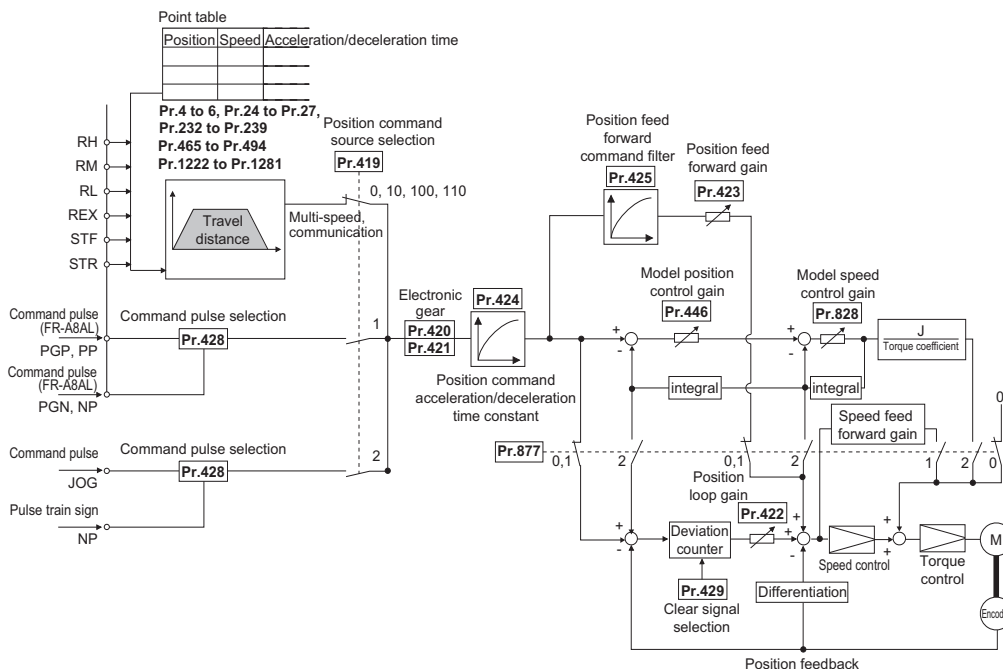 Point table
Position Speed Acceleration/deceleration time
Pr.4 to 6, Pr.24 to Pr.27,
Pr.232 to Pr.239
Pr.465 to Pr.494
Pr.1222 to Pr.1281
RH
RM
RL
REX
STF
STR
Travel
distance
Position command
source selection
Pr.419
0, 10, 100, 110
Multi-speed,
communication
Command pulse
(FR-A8AL)
PGP, PP
Command pulse selection
Pr.428
1
Command pulse
(FR-A8AL)
PGN, NP
Command pulse
JOG
Command pulse selection
Pr.428
2
Pulse train sign
NP
Electronic
gear
Pr.420
Pr.421
Pr.424
Position command
acceleration/deceleration
time constant
Position feed
forward
command filter
Pr.425
Position feed
forward gain
Pr.423
Model position
control gain
Pr.446
Model speed
control gain
Pr.828
J
Torque coefficient
+
-
+
-
integral
integral
Speed feed
forward gain
0
Pr.877
0,1
2
0,1
2
1
2
0
Position
loop gain
Pr.422
+
-
Deviation
counter
+
+
-
Speed control
+
+
Torque
control
M
Pr.429
Clear signal
selection
Differentiation
Encod
Position feedback